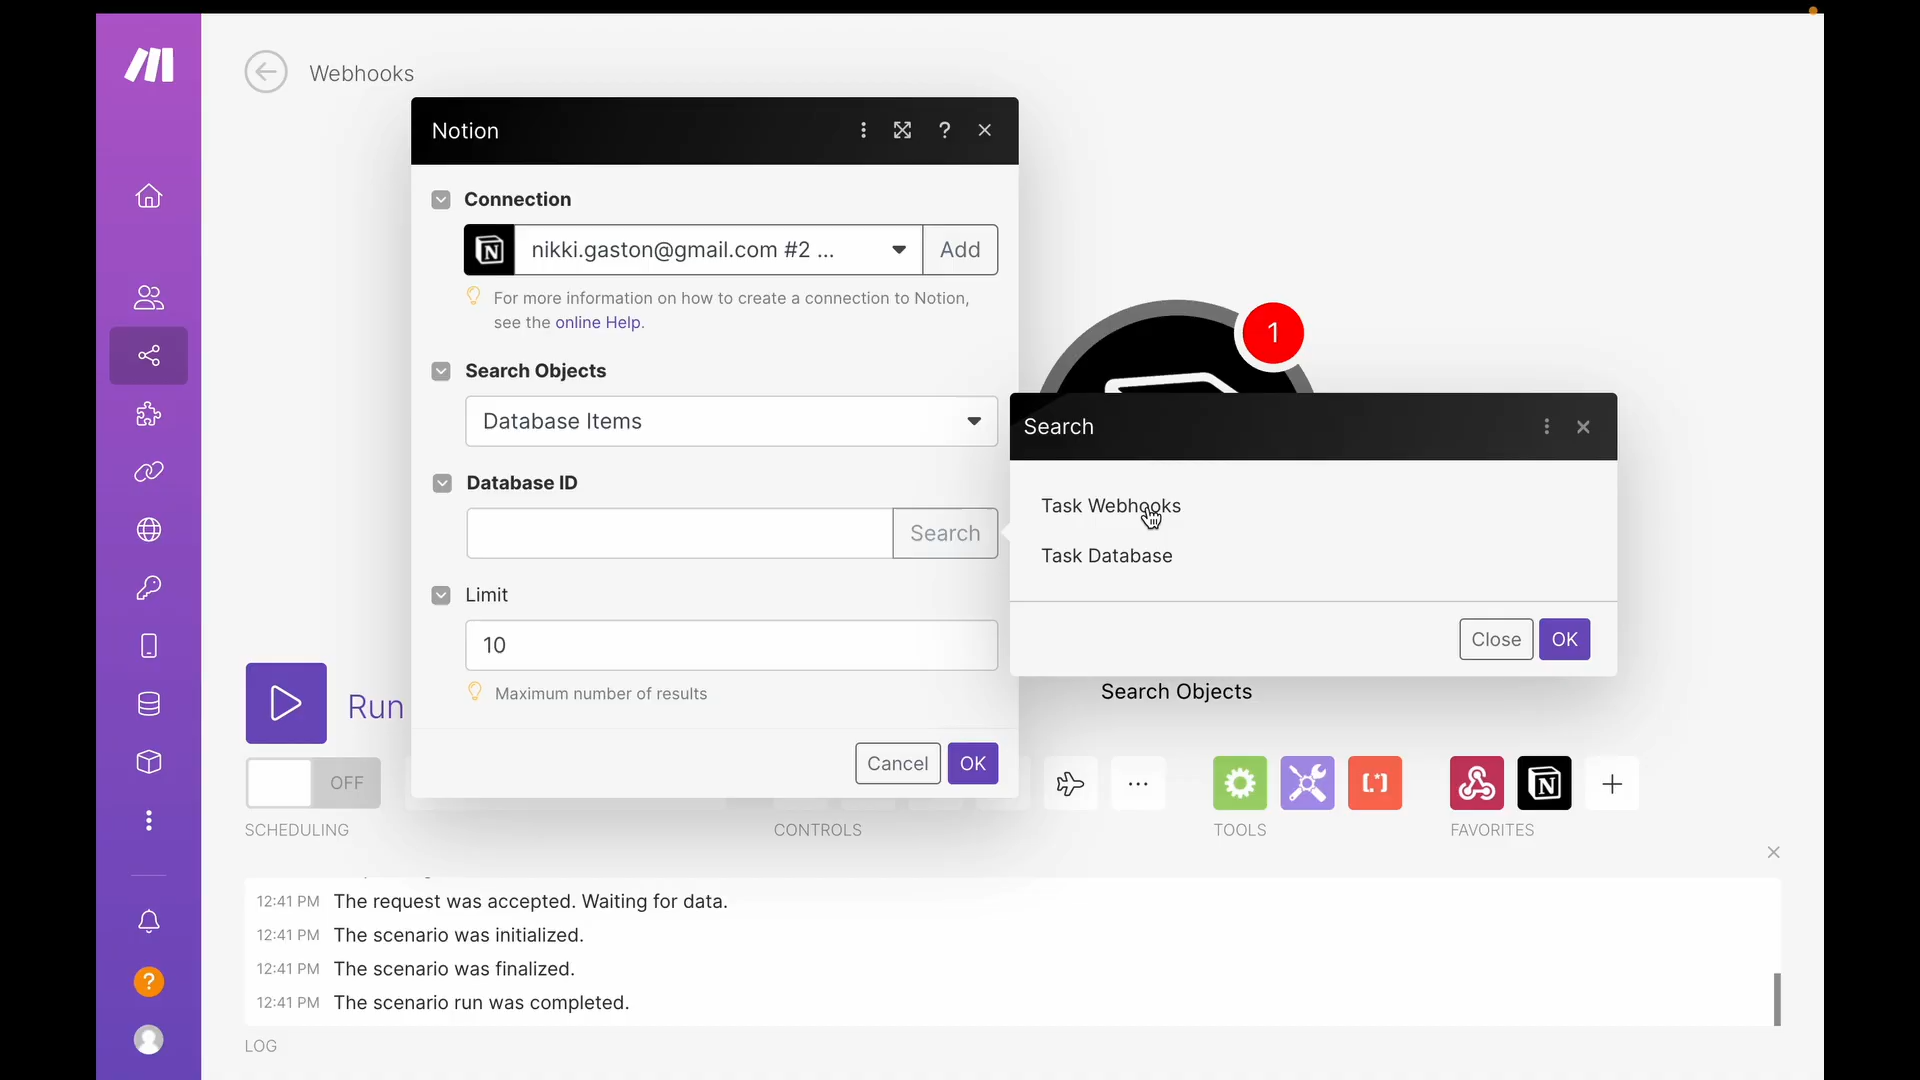 Webhooks
Notion
?
Connection
nikki.gaston@gmail.com #2 ...
Add
For more information on how to create a connection to Notion,
see the online Help.
Search Objects
Database Items
Database ID
Search
Limit
10
Maximum number of results
Cancel
OK
1
Search
Task Webhooks
Task Database
Close
OK
Search Objects
Run
OFF
SCHEDULING
CONTROLS
TOOLS
FAVORITES
12:41 PM The request was accepted. Waiting for data.
12:41 PM The scenario was initialized.
12:41 PM The scenario was finalized.
12:41 PM The scenario run was completed.
LOG
?